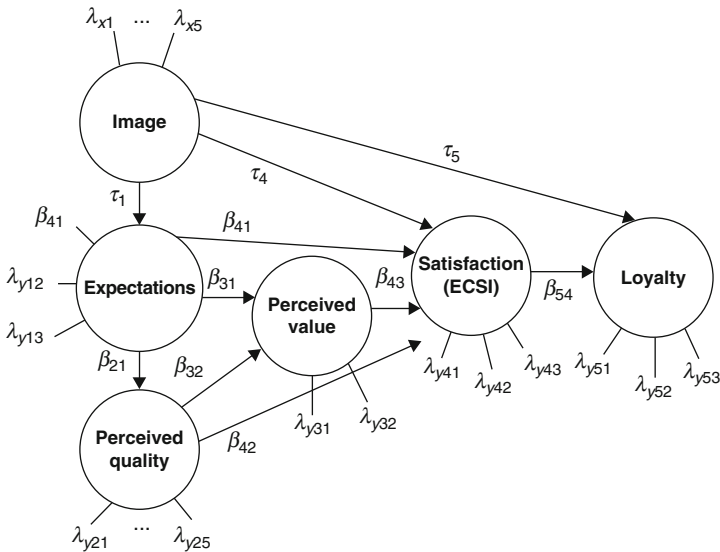 λx1 ... λx5
Image
τ5
τ4
τ1
β41
β41
λy12
Expectations
β31
Satisfaction
(ECSI)
Loyalty
β43
β54
Perceived
value
λy13
β21
β32
λy41
λy42
λy43
λy51
λy52
λy53
λy31
λy32
β42
Perceived
quality
λy21 ... λy25